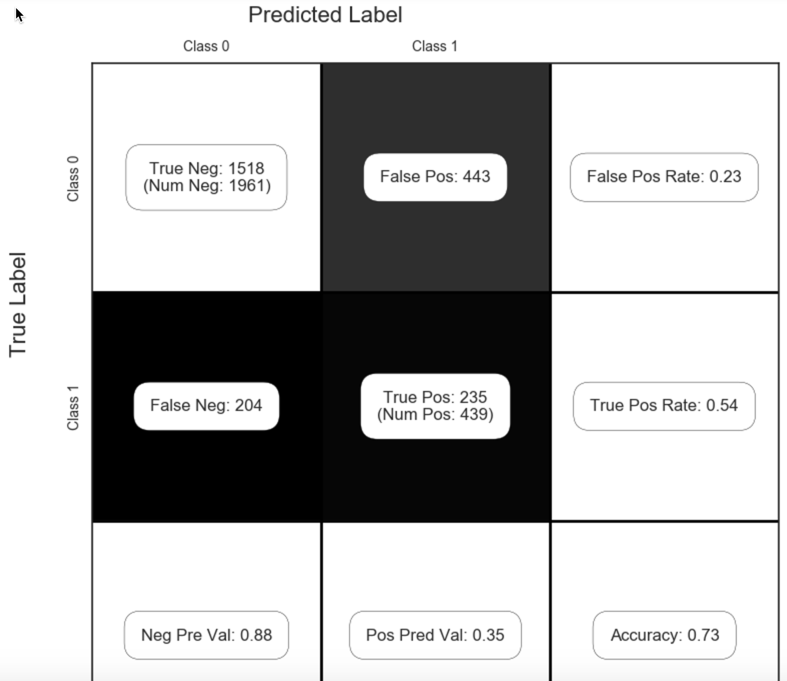 Predicted Label
Class 0
Class 1
True Label
Class 0
True Neg: 1518
(Num Neg: 1961)
False Pos: 443
False Pos Rate: 0.23
Class 1
False Neg: 204
True Pos: 235
(Num Pos: 439)
True Pos Rate: 0.54
Neg Pre Val: 0.88
Pos Pred Val: 0.35
Accuracy: 0.73